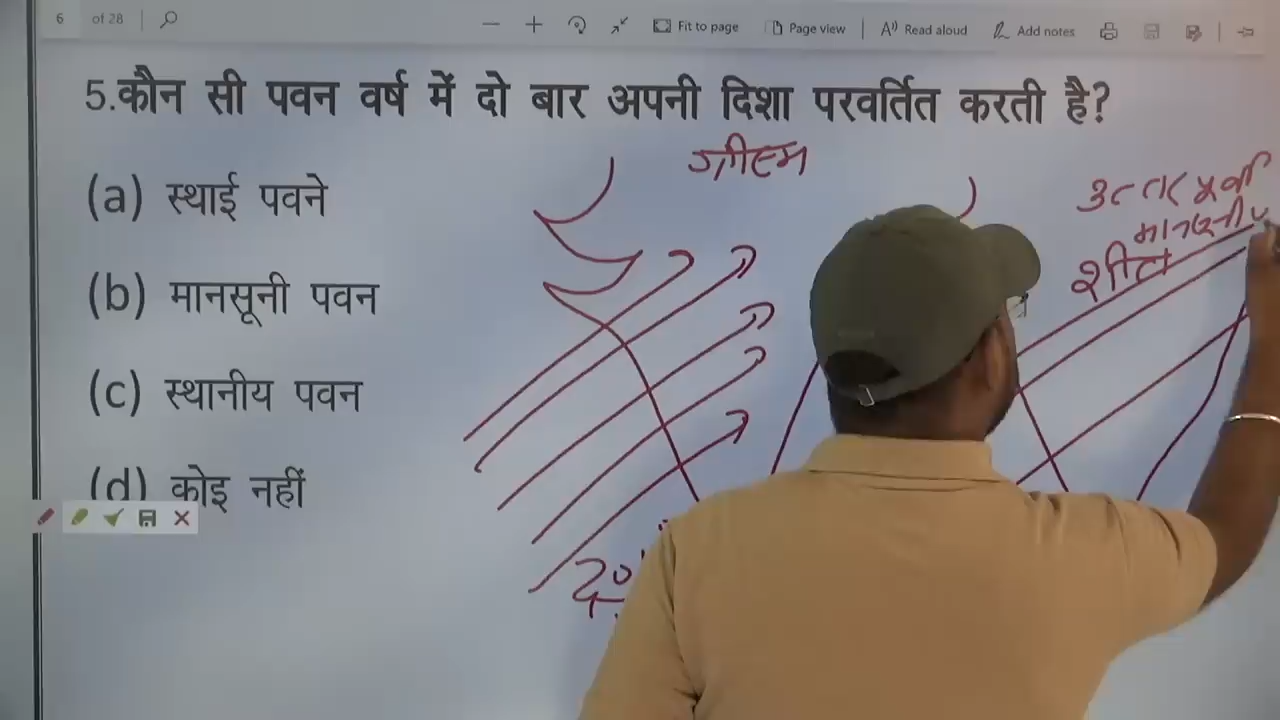 6 of 28 Fit to page Page view Read aloud Add notes
5.कौन सी पवन वर्ष में दो बार अपनी दिशा परवर्तित करती है?
(a) स्थाई पवने
(b) मानसूनी पवन
(c) स्थानीय पवन
(d) कोइ नहीं
ग्रीष्म
उत्तर पूर्वी
मानसूनी
शीत